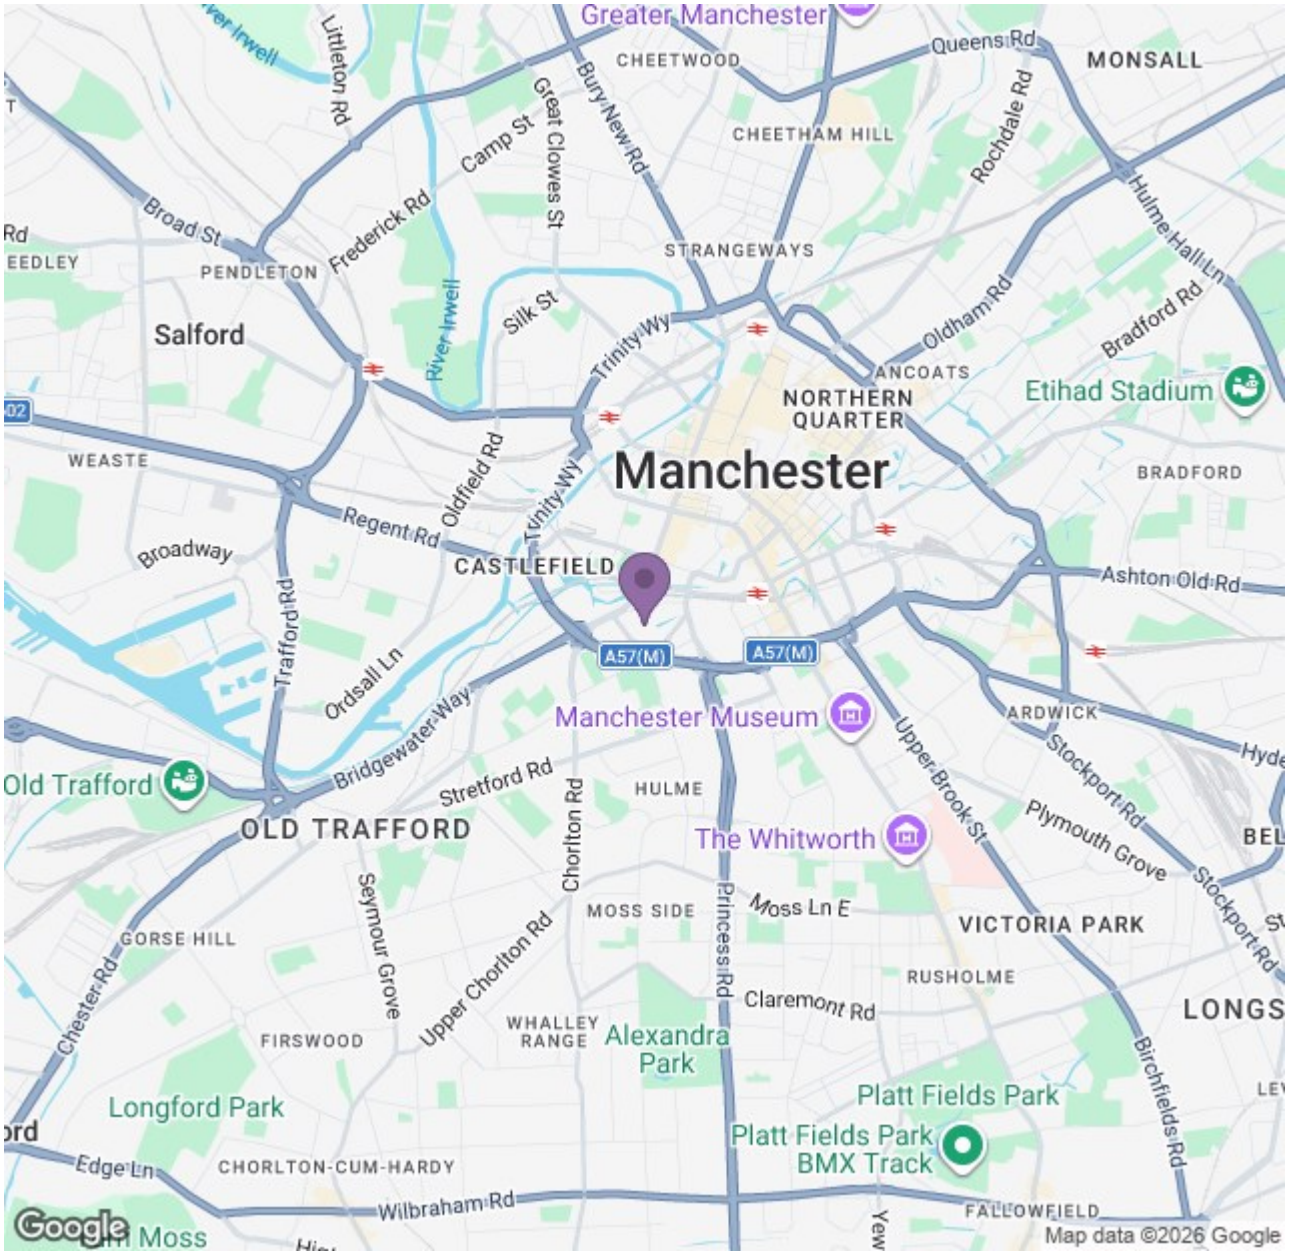 Greater Manchester
River Irwell
Littleton Rd
CHEETWOOD
Queens Rd
MONSALL
Great Clowes St
Bury New Rd
Camp St
CHEETHAM HILL
Rochdale Rd
Broad St
Frederick Rd
Hulme Hall Ln
Rd
EEDLEY
PENDLETON
STRANGEWAYS
Salford
River Irwell
Silk St
Trinity Wy
Oldham Rd
Bradford Rd
ANCOATS
Etihad Stadium
02
NORTHERN
QUARTER
WEASTE
Oldfield Rd
Manchester
BRADFORD
Trinity Wy
Regent Rd
Broadway
CASTLEFIELD
Ashton Old Rd
Trafford Rd
Ordsall Ln
A57(M)
A57(M)
Bridgewater Way
Manchester Museum
ARDWICK
Upper Brook St
Hyde
Old Trafford
Stretford Rd
HULME
Stockport Rd
OLD TRAFFORD
Chorlton Rd
The Whitworth
Plymouth Grove
BEL
Seymour Grove
Princess Rd
Moss Ln E
Stockport Rd
MOSS SIDE
VICTORIA PARK
St
GORSE HILL
Upper Chorlton Rd
RUSHOLME
Chester Rd
Claremont Rd
LONGS
FIRSWOOD
WHALLEY
RANGE
Alexandra
Park
Birchfields Rd
Longford Park
Platt Fields Park
LEV
ord
Platt Fields Park
BMX Track
Edge Ln
CHORLTON-CUM-HARDY
Wilbraham Rd
FALLOWFIELD
Google
Moss
Yew
Map data ©2026 Google